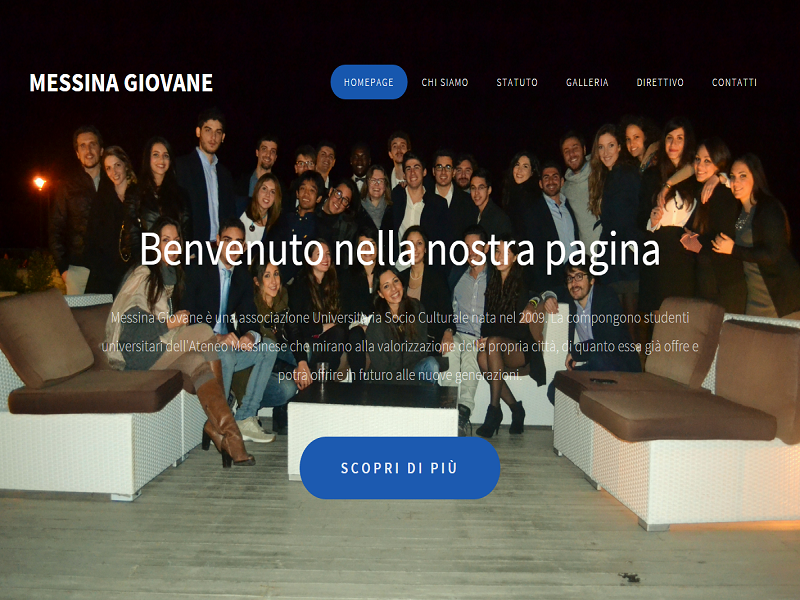 MESSINA GIOVANE
HOMEPAGE CHI SIAMO STATUTO GALLERIA DIRETTIVO CONTATTI
Benvenuto nella nostra pagina
Messina Giovane è una associazione Universitaria Socio Culturale nata nel 2009. La compongono studenti
universitari dell'Ateneo Messinese che mirano alla valorizzazione della propria città, di quanto essa già offre e
potrà offrire in futuro alle nuove generazioni.
SCOPRI DI PIÙ